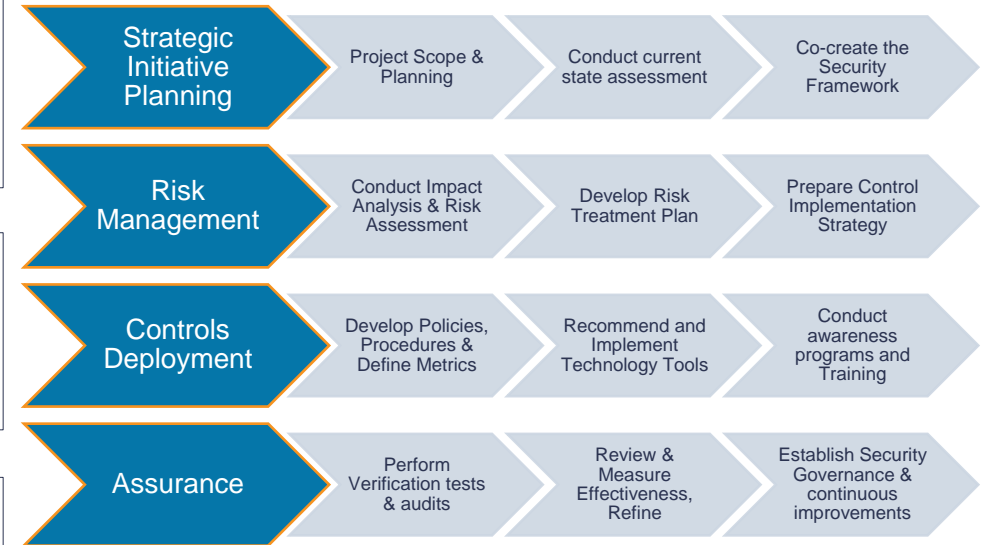 Strategic
Initiative
Planning
Project Scope &
Planning
Conduct current
state assessment
Co-create the
Security
Framework
Risk
Management
Conduct Impact
Analysis & Risk
Assessment
Develop Risk
Treatment Plan
Prepare Control
Implementation
Strategy
Controls
Deployment
Develop Policies,
Procedures &
Define Metrics
Recommend and
Implement
Technology Tools
Conduct
awareness
programs and
Training
Assurance
Perform
Verification tests
& audits
Review &
Measure
Effectiveness,
Refine
Establish Security
Governance &
continuous
improvements